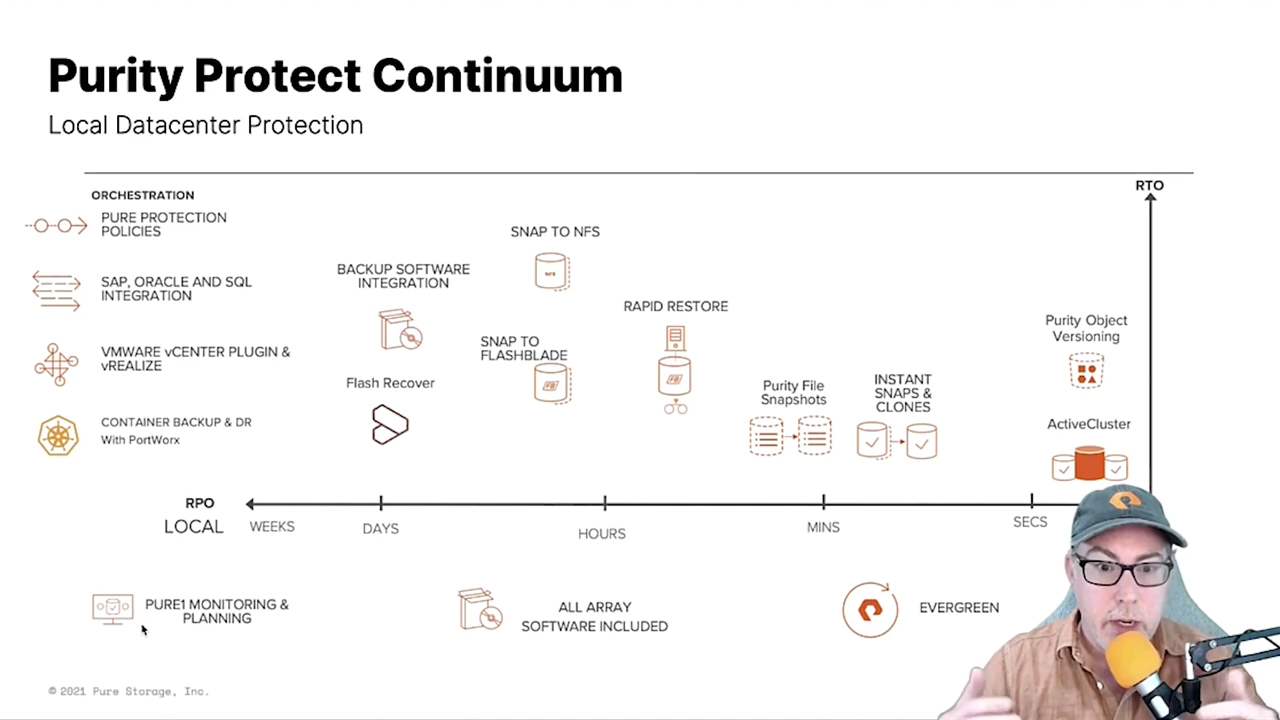 Purity Protect Continuum
Local Datacenter Protection
ORCHESTRATION
PURE PROTECTION
POLICIES
SAP, ORACLE AND SQL
INTEGRATION
VMWARE vCENTER PLUGIN &
vREALIZE
CONTAINER BACKUP & DR
With PortWorx
BACKUP SOFTWARE
INTEGRATION
Flash Recover
SNAP TO NFS
NFS
SNAP TO
FLASHBLADE
FB
RAPID RESTORE
FB
Purity File
Snapshots
INSTANT
SNAPS &
CLONES
Purity Object
Versioning
ActiveCluster
RTO
RPO
LOCAL
WEEKS
DAYS
HOURS
MINS
SECS
PURE1 MONITORING &
PLANNING
ALL ARRAY
SOFTWARE INCLUDED
EVERGREEN
© 2021 Pure Storage, Inc.